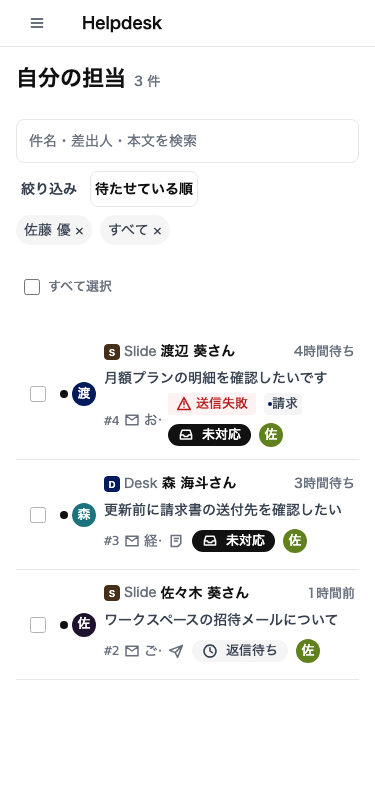 Helpdesk
自分の担当 3 件
件名・差出人・本文を検索
絞り込み 待たせている順
佐藤 優 × すべて ×
すべて選択
S Slide 渡辺 葵さん 4時間待ち
渡 月額プランの明細を確認したいです
送信失敗 •請求
#4 お·
未対応 佐
D Desk 森 海斗さん 3時間待ち
森 更新前に請求書の送付先を確認したい
#3 経· 未対応 佐
S Slide 佐々木 葵さん 1時間前
佐 ワークスペースの招待メールについて
#2 ご· 返信待ち 佐